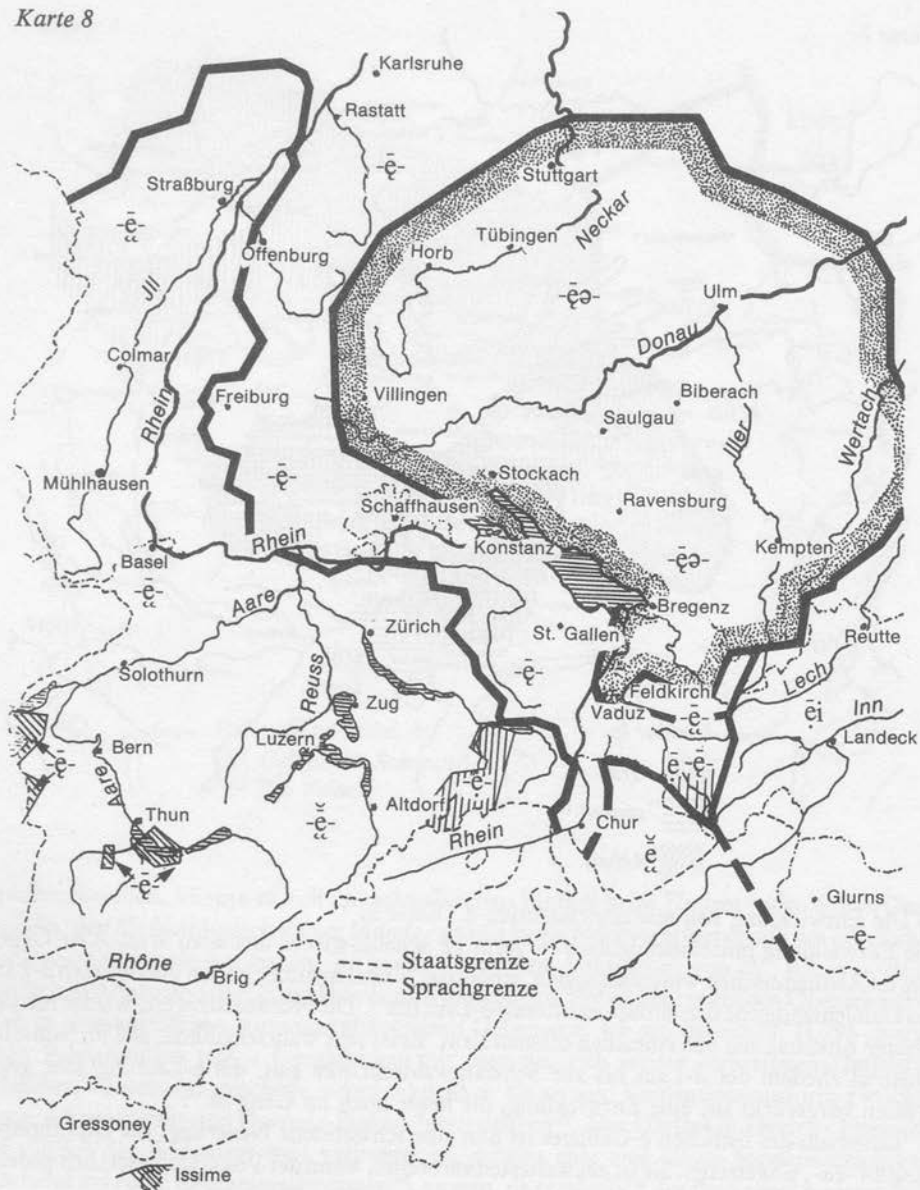 Karte 8
Karlsruhe
Rastatt
-ē̜-
Straßburg
Stuttgart
-ē̜̜-
Neckar
Tübingen
Offenburg
Horb
Ill
-ē̜ə-
Ulm
Donau
Colmar
Rhein
Freiburg
Villingen
Biberach
Saulgau
Iller
Wertach
Stockach
-ē̜-
Mühlhausen
Ravensburg
Schaffhausen
Rhein
Konstanz
Kempten
Basel
-ē̜ə-
-ē̜̜-
Aare
Bregenz
Zürich
St. Gallen
Reutte
Solothurn
Reuss
-ē̜-
Feldkirch
Lech
Zug
Vaduz
-ē̜̜-
Inn
ẹ̄i
-ē-
Bern
Luzern
Landeck
Aare
Altdorf
Thun
Rhein
Chur
-ē-
Glurns
-ē̜-
Rhône
Brig
Staatsgrenze
Sprachgrenze
Gressoney
Issime